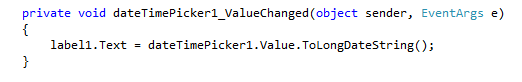 private void dateTimePicker1_ValueChanged(object sender, EventArgs e)
{
    label1.Text = dateTimePicker1.Value.ToLongDateString();
}